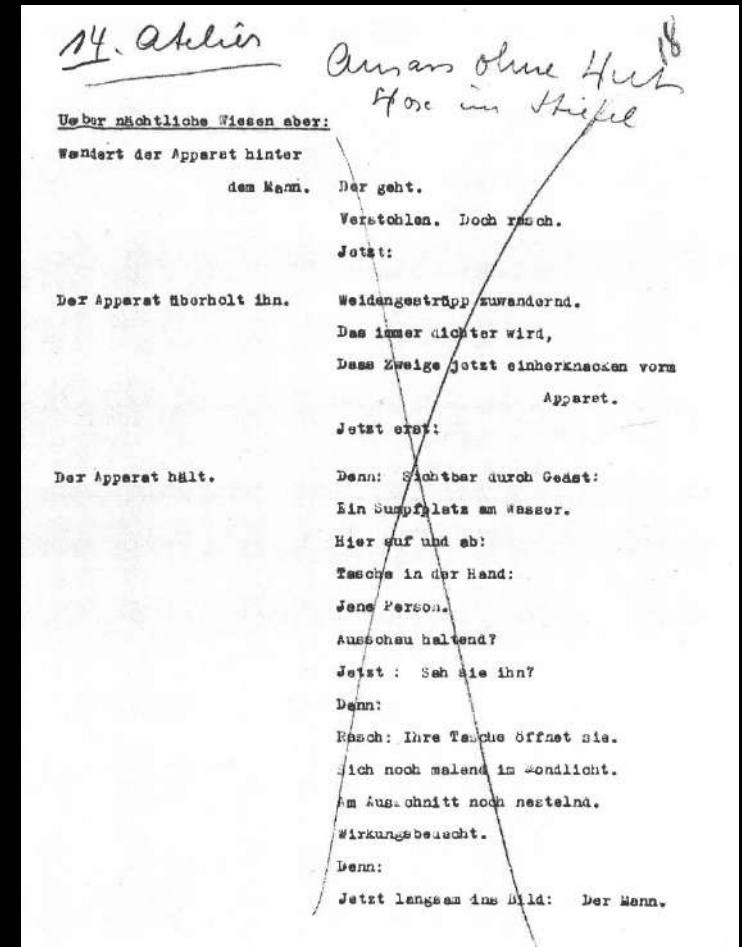 14. Atelier
18
Ansass ohne Hut
Hose im Stiefel
Ueber nächtliche Wiesen aber:
Wandert der Apparat hinter
dem Mann. Der geht.
Verstohlen. Doch rasch.
Jetzt:
Der Apparat überholt ihn. Weidengestrüpp zuwandernd.
Das immer dichter wird,
Dass Zweige jetzt einherknacken vorm
Apparat.
Jetzt erst:
Der Apparat hält. Denn: Sichtbar durch Geäst:
Ein Sumpfplatz am Wasser.
Hier auf und ab:
Tasche in der Hand:
Jene Person.
Ausschau haltend?
Jetzt : Sah sie ihn?
Denn:
Rasch: Ihre Tasche öffnet sie.
Sich noch malend im Mondlicht.
Am Ausschnitt noch nestelnd.
Wirkungsbedacht.
Denn:
Jetzt langsam ins Bild: Der Mann.